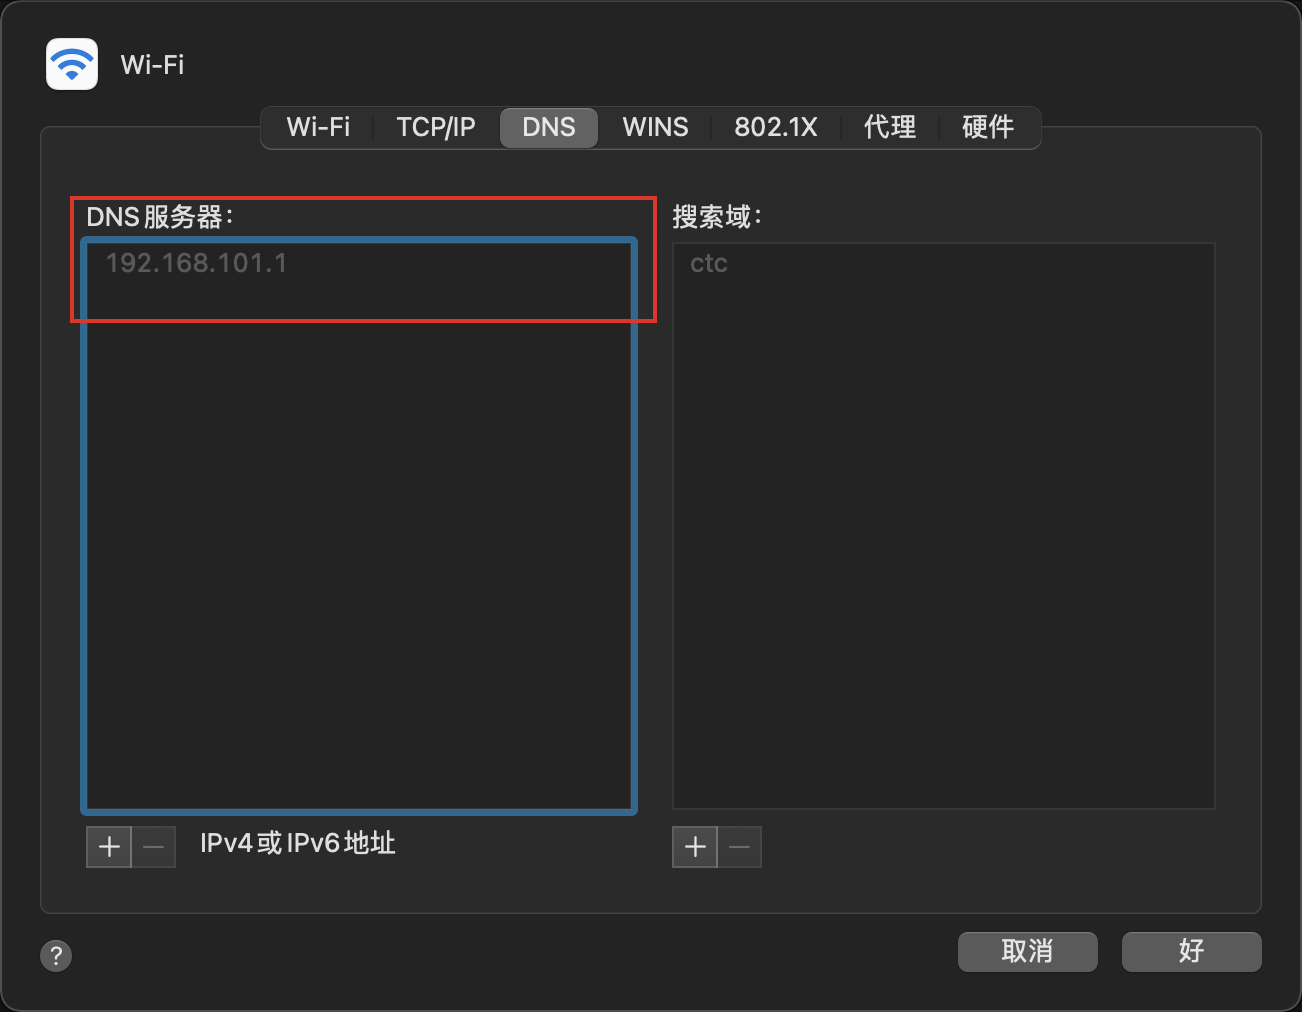 Wi-Fi
Wi-Fi TCP/IP DNS WINS 802.1X 代理 硬件
DNS服务器：
192.168.101.1
搜索域：
ctc
IPv4或IPv6地址
?
取消
好